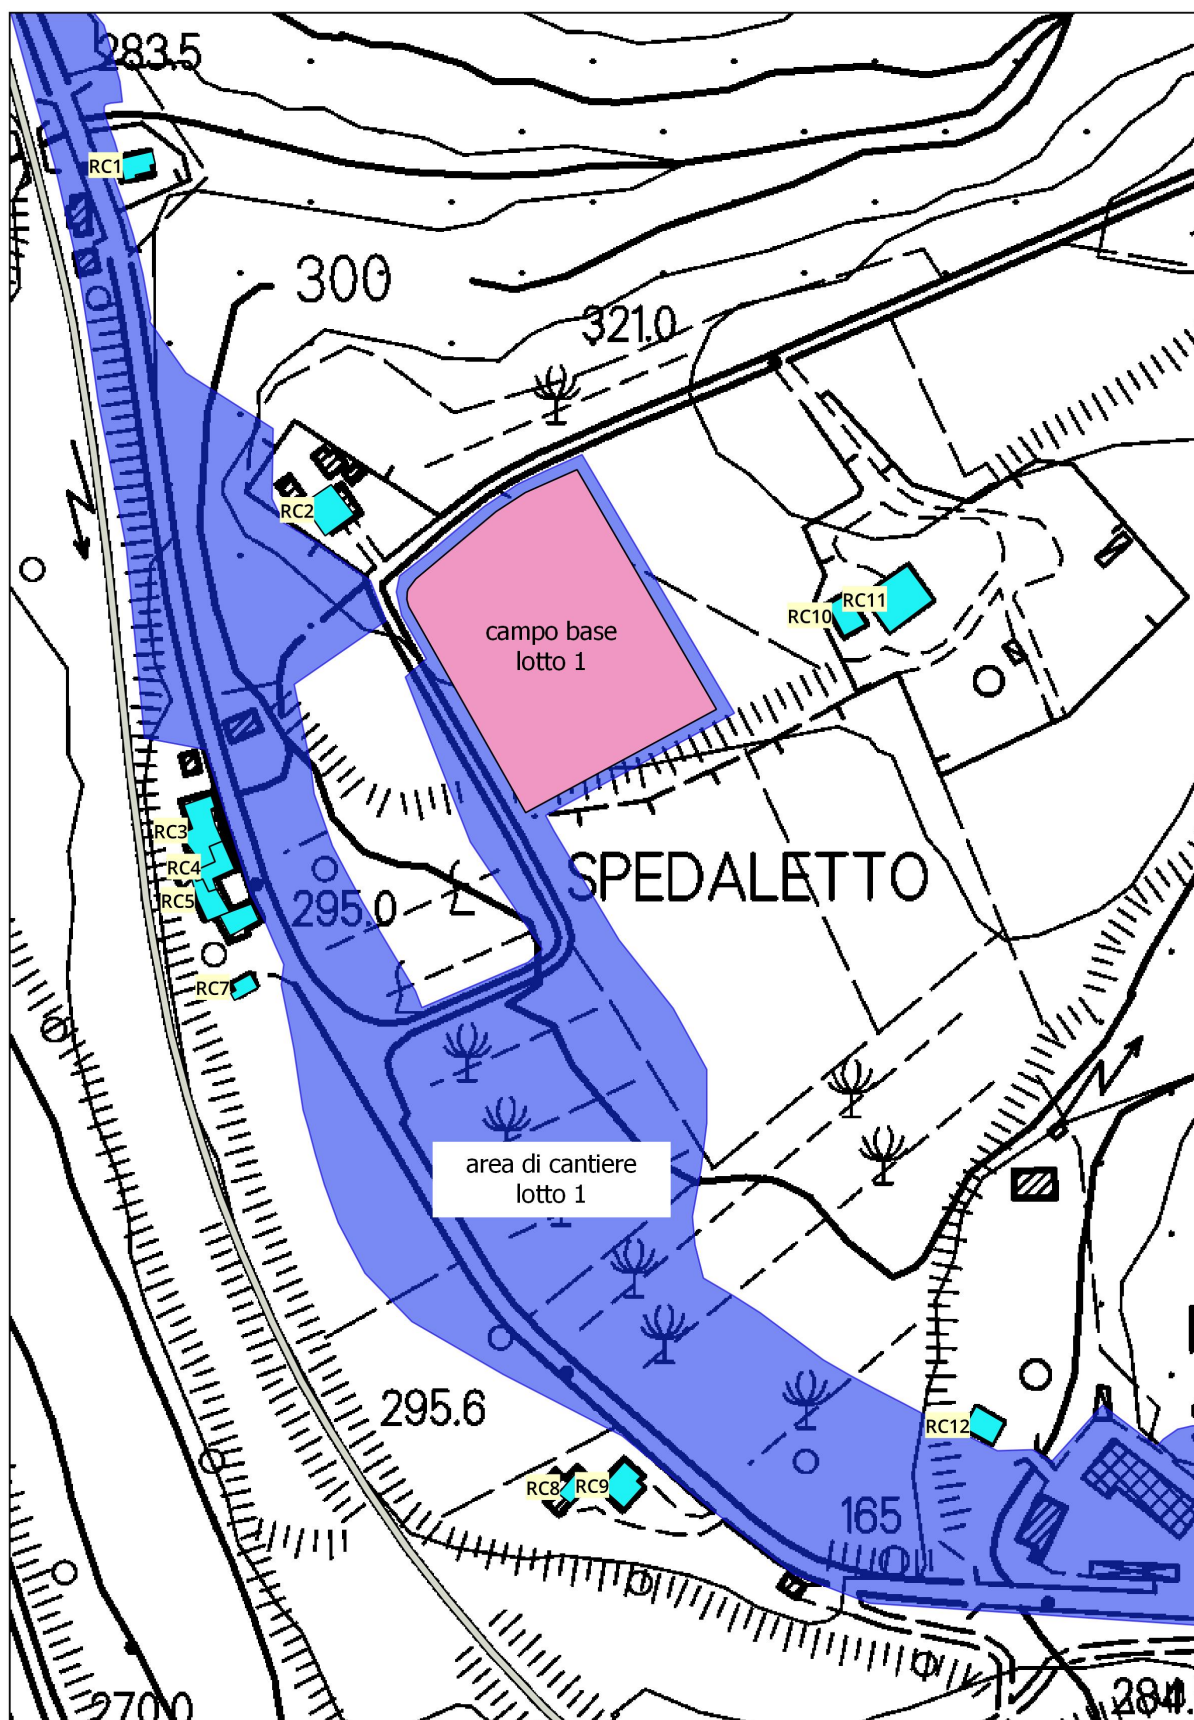 283.5
RC1
300
321.0
RC2
campo base
lotto 1
RC11
RC10
RC3
RC4
SPEDALETTO
RC5
295.0
RC7
area di cantiere
lotto 1
295.6
RC12
RC8
RC9
165
270.0